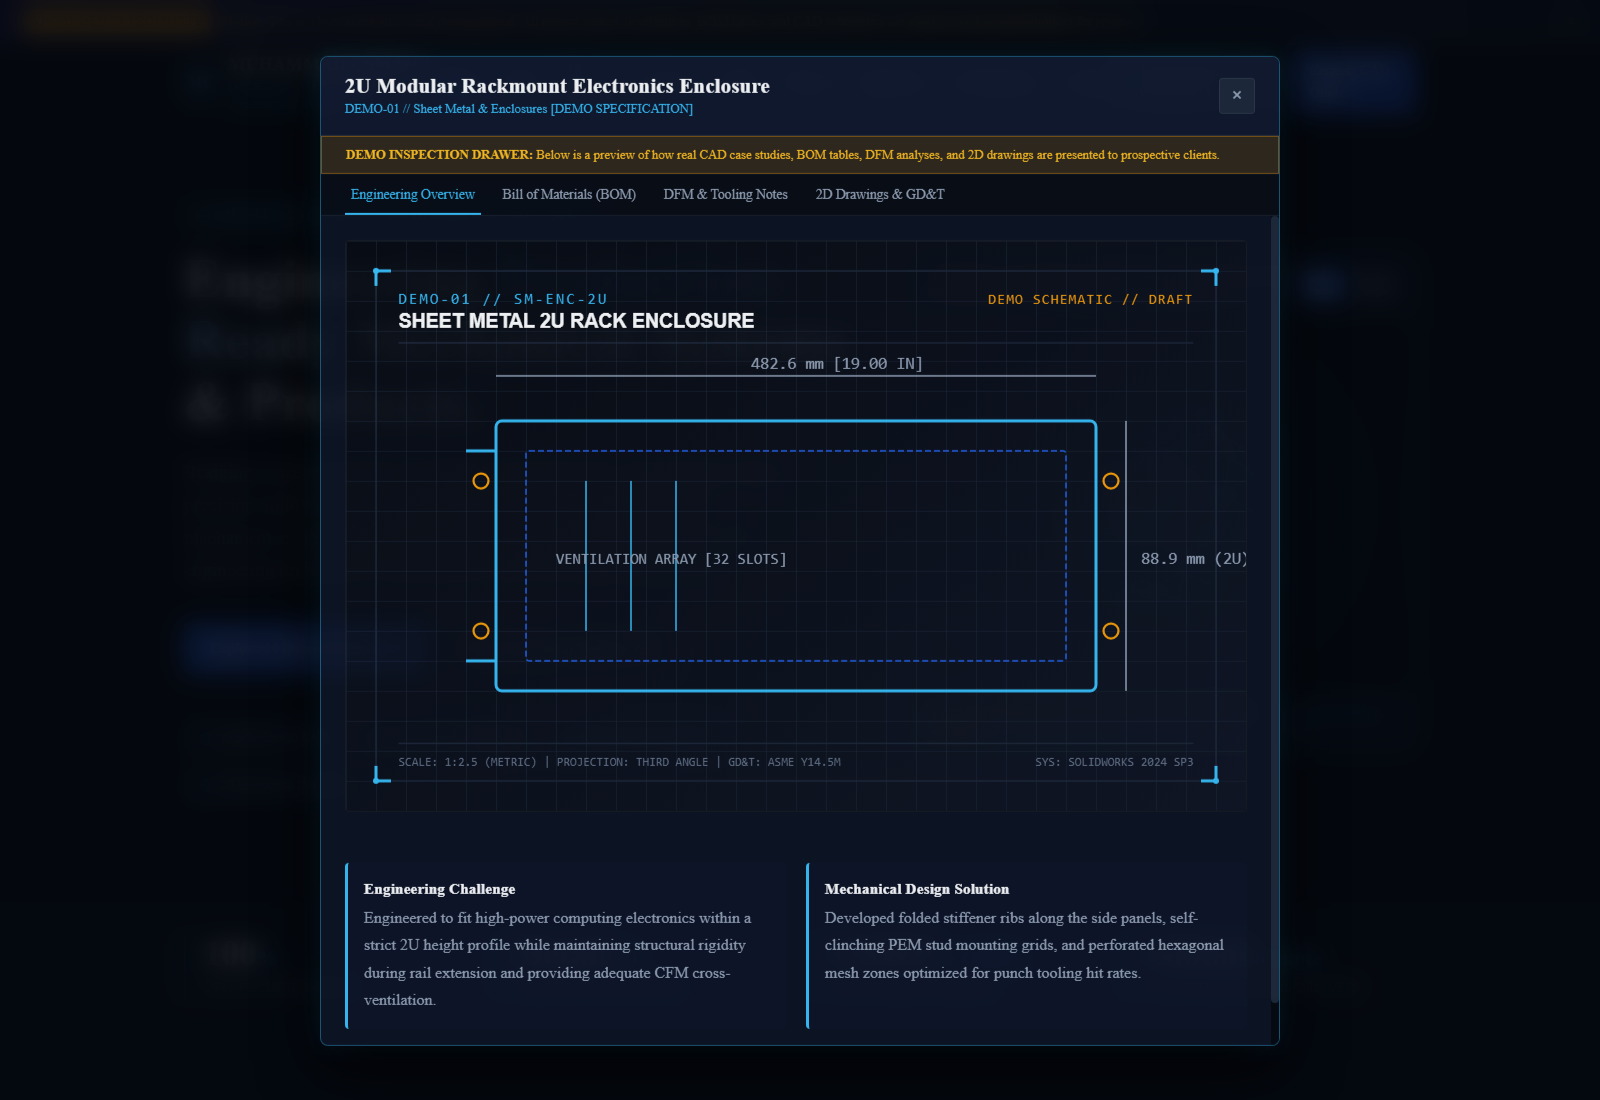 2U Modular Rackmount Electronics Enclosure
DEMO-01 // Sheet Metal & Enclosures [DEMO SPECIFICATION]
×
DEMO INSPECTION DRAWER: Below is a preview of how real CAD case studies, BOM tables, DFM analyses, and 2D drawings are presented to prospective clients.
Engineering Overview
Bill of Materials (BOM)
DFM & Tooling Notes
2D Drawings & GD&T
DEMO-01 // SM-ENC-2U
DEMO SCHEMATIC // DRAFT
SHEET METAL 2U RACK ENCLOSURE
482.6 mm [19.00 IN]
VENTILATION ARRAY [32 SLOTS]
88.9 mm (2U)
SCALE: 1:2.5 (METRIC) | PROJECTION: THIRD ANGLE | GD&T: ASME Y14.5M
SYS: SOLIDWORKS 2024 SP3
Engineering Challenge
Engineered to fit high-power computing electronics within a
strict 2U height profile while maintaining structural rigidity
during rail extension and providing adequate CFM cross-
ventilation.
Mechanical Design Solution
Developed folded stiffener ribs along the side panels, self-
clinching PEM stud mounting grids, and perforated hexagonal
mesh zones optimized for punch tooling hit rates.